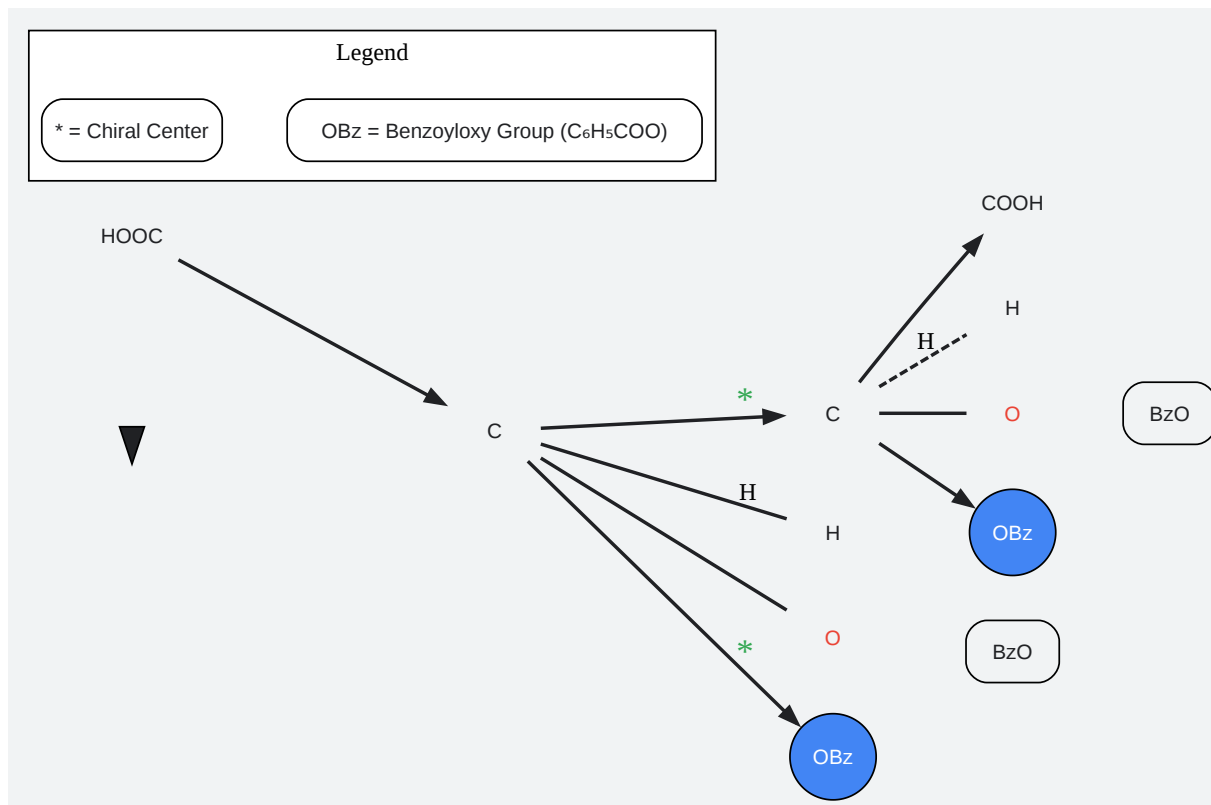 Legend
* = Chiral Center
OBz = Benzoyloxy Group (C₆H₅COO)
COOH
HOOC
H
H
*
C
C
O
BzO
H
H
OBz
O
*
BzO
OBz